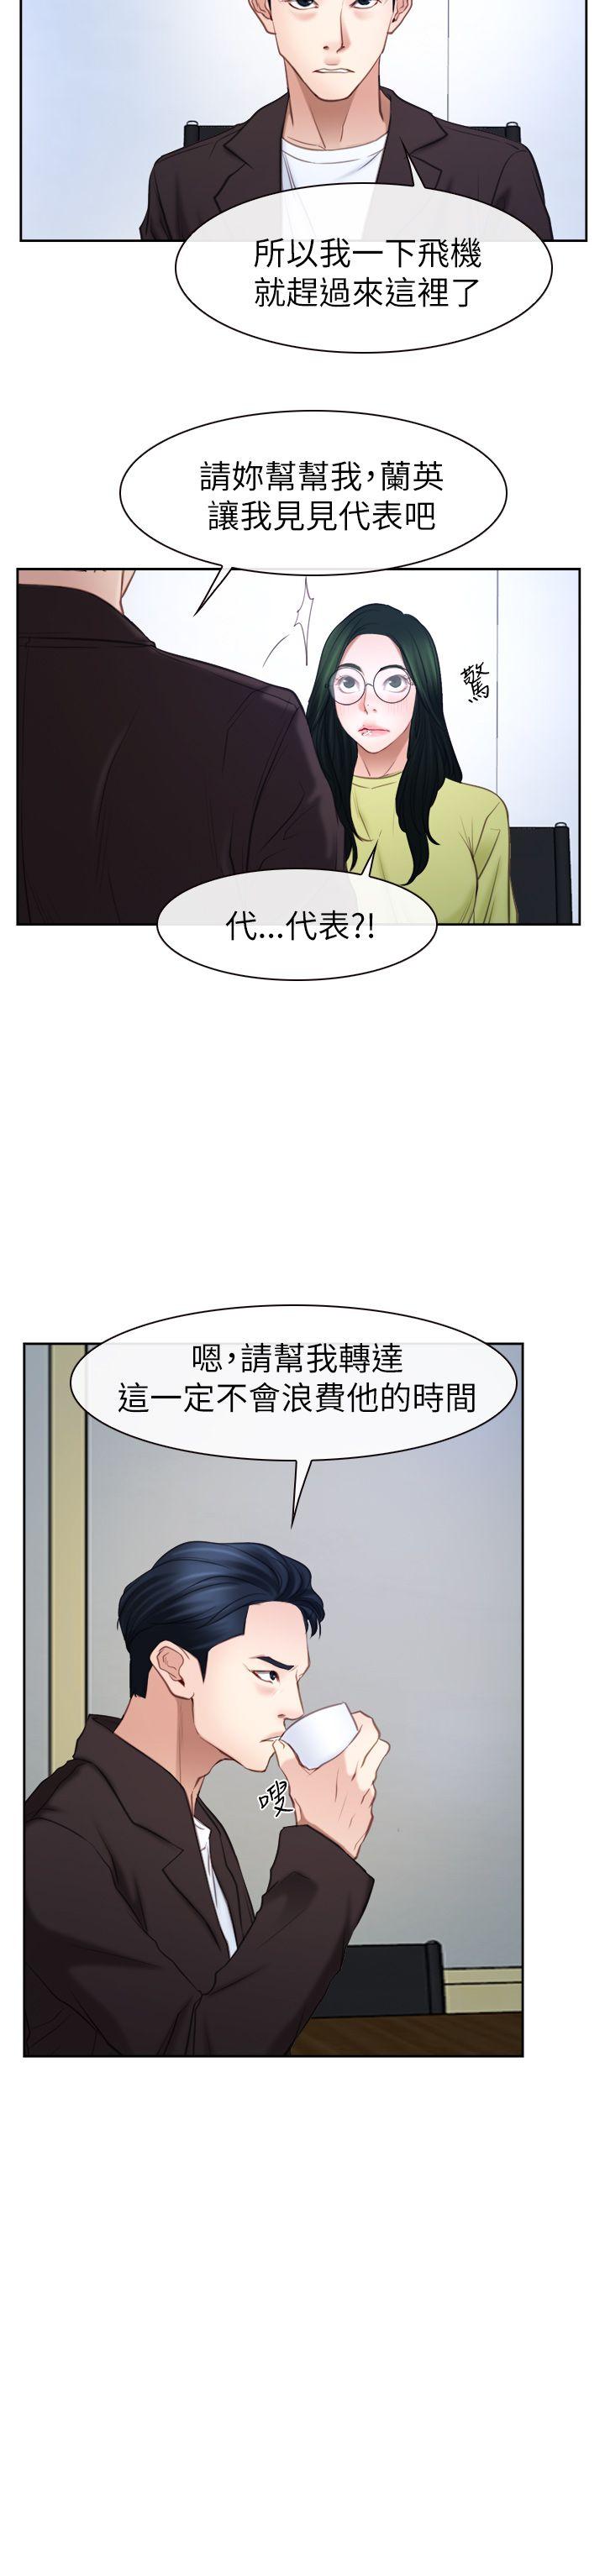 所以我一下飛機
就趕過來這裡了
請妳幫幫我，蘭英
讓我見見代表吧
驚
代…代表?!
嗯，請幫我轉達
這一定不會浪費他的時間
嗖